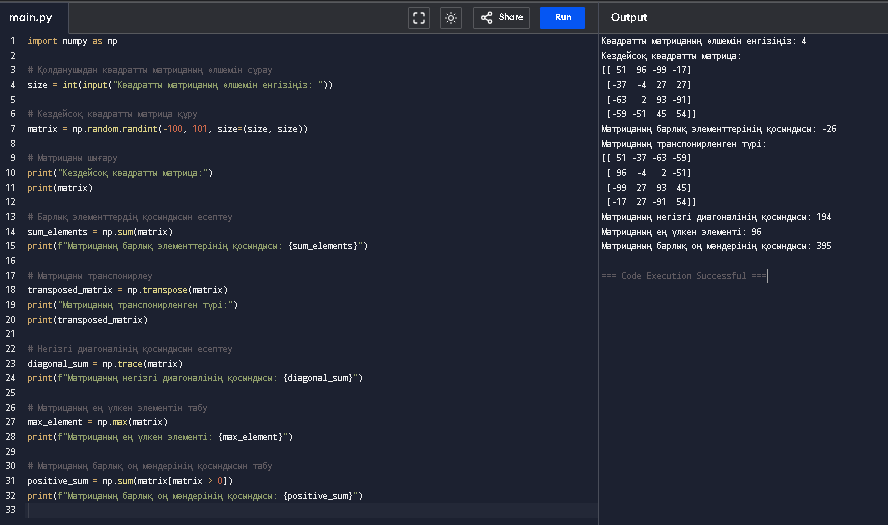 main.py
Share
Run
Output
1 import numpy as np
2
3 # Қолданушыдан квадратты матрицаның өлшемін сұрау
4 size = int(input("Квадратты матрицаның өлшемін енгізіңіз: "))
5
6 # Кездейсоқ квадратты матрица құру
7 matrix = np.random.randint(-100, 101, size=(size, size))
8
9 # Матрицаны шығару
10 print("Кездейсоқ квадратты матрица:")
11 print(matrix)
12
13 # Барлық элементтердің қосындысын есептеу
14 sum_elements = np.sum(matrix)
15 print(f"Матрицаның барлық элементтерінің қосындысы: {sum_elements}")
16
17 # Матрицаны транспонирлеу
18 transposed_matrix = np.transpose(matrix)
19 print("Матрицаның транспонирленген түрі:")
20 print(transposed_matrix)
21
22 # Негізгі диагоналінің қосындысын есептеу
23 diagonal_sum = np.trace(matrix)
24 print(f"Матрицаның негізгі диагоналінің қосындысы: {diagonal_sum}")
25
26 # Матрицаның ең үлкен элементін табу
27 max_element = np.max(matrix)
28 print(f"Матрицаның ең үлкен элементі: {max_element}")
29
30 # Матрицаның барлық оң мәндерінің қосындысын табу
31 positive_sum = np.sum(matrix[matrix > 0])
32 print(f"Матрицаның барлық оң мәндерінің қосындысы: {positive_sum}")
33
Квадратты матрицаның өлшемін енгізіңіз: 4
Кездейсоқ квадратты матрица:
[[ 51  96 -99 -17]
 [-37  -4  27  27]
 [-63   2  93 -91]
 [-59 -51  45  54]]
Матрицаның барлық элементтерінің қосындысы: -26
Матрицаның транспонирленген түрі:
[[ 51 -37 -63 -59]
 [ 96  -4   2 -51]
 [-99  27  93  45]
 [-17  27 -91  54]]
Матрицаның негізгі диагоналінің қосындысы: 194
Матрицаның ең үлкен элементі: 96
Матрицаның барлық оң мәндерінің қосындысы: 395
=== Code Execution Successful ===